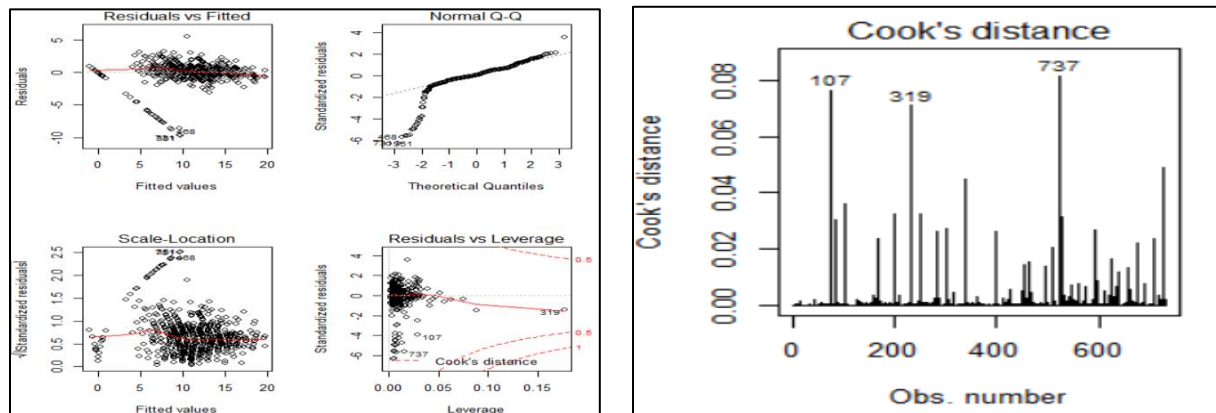 Residuals vs Fitted
Residuals
5
0
-5
-10
468
0 5 10 15 20
Fitted values
Normal Q-Q
Standardized residuals
4
2
0
-2
-4
-6
468
-3 -2 -1 0 1 2 3
Theoretical Quantiles
Scale-Location
√|Standardized residuals|
2.5
2.0
1.5
1.0
0.5
0.0
468
0 5 10 15 20
Fitted values
Residuals vs Leverage
Standardized residuals
4
2
0
-2
-4
-6
0.5
319
107
0.5
737
1
Cook's distance
0.00 0.05 0.10 0.15
Leverage
Cook's distance
Cook's distance
0.08
0.06
0.04
0.02
0.00
107
319
737
0 200 400 600
Obs. number